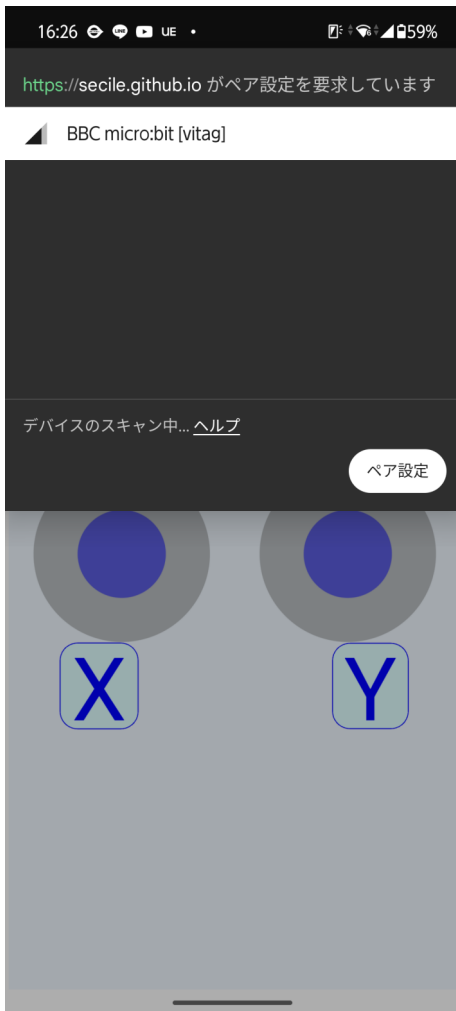 16:26 UE • 59%
https://secile.github.io がペア設定を要求しています
BBC micro:bit [vitag]
デバイスのスキャン中... ヘルプ
ペア設定
X Y